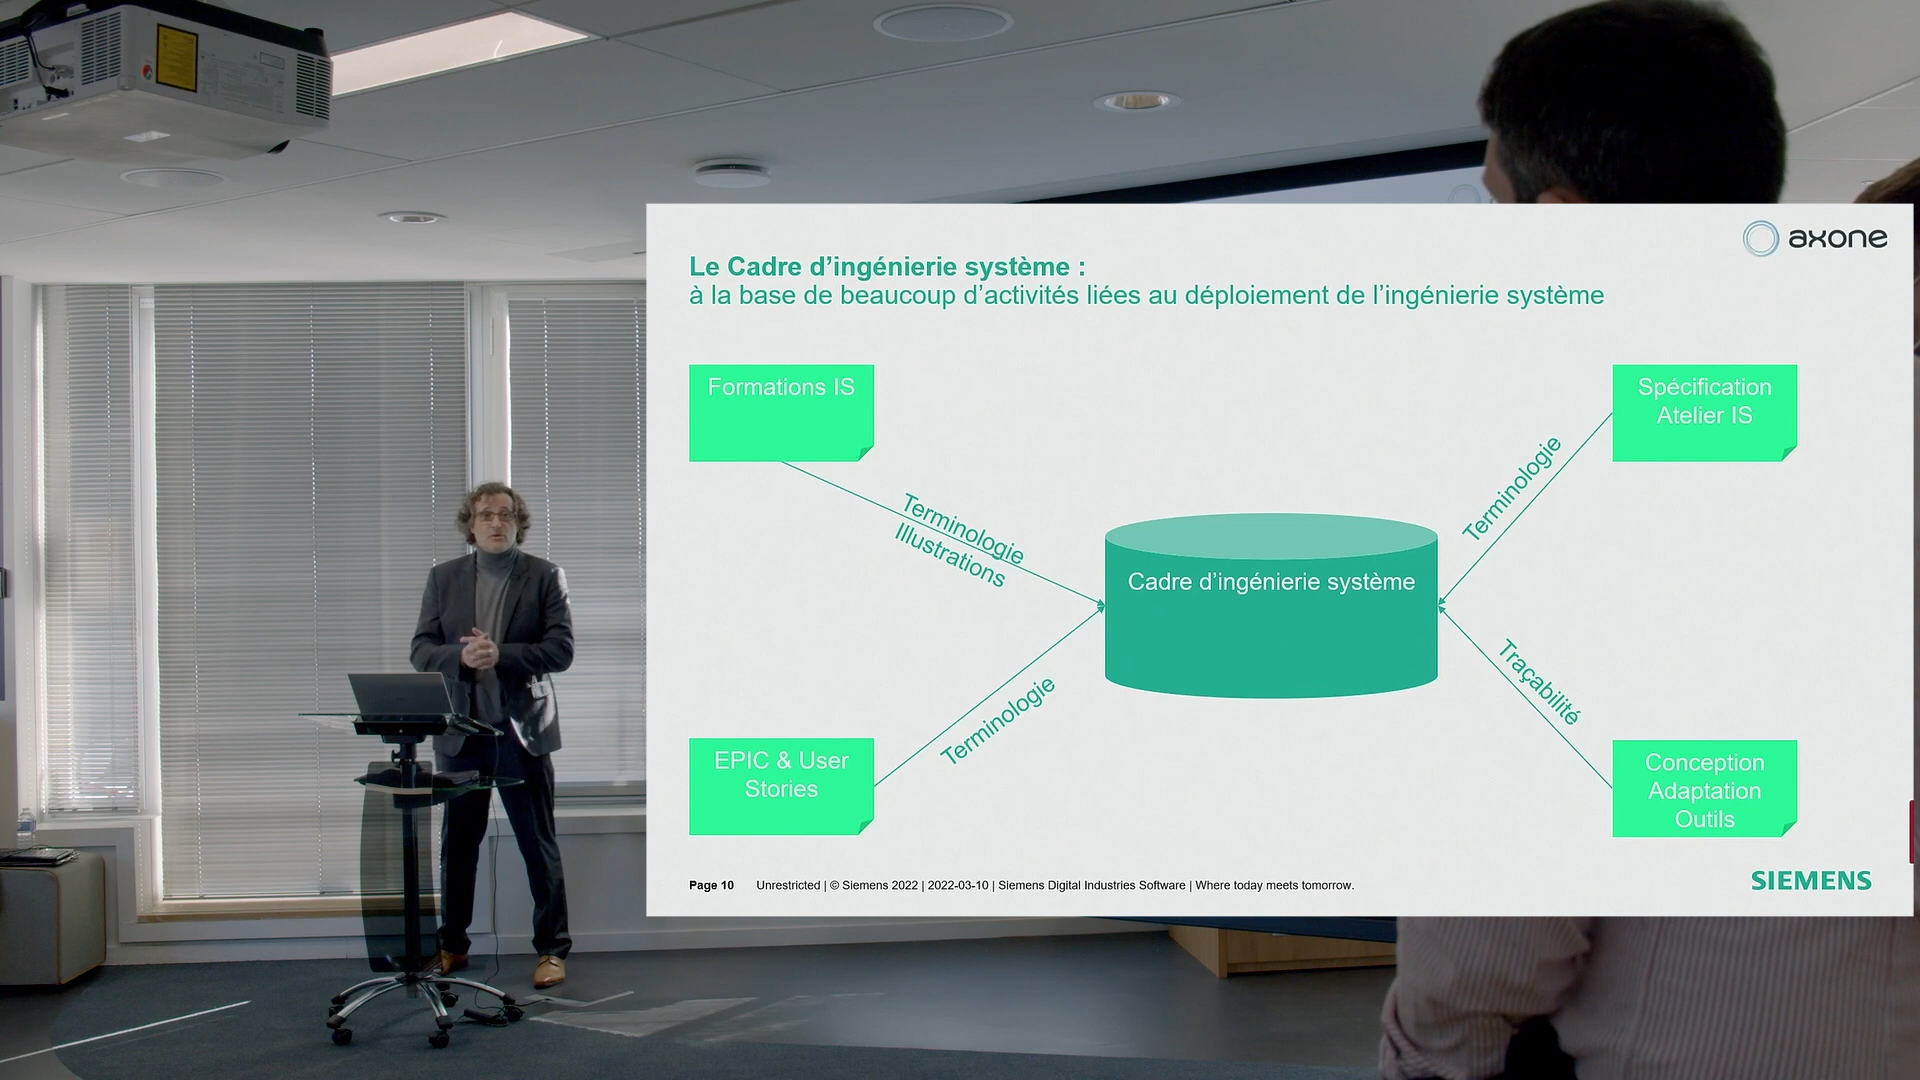 axone
Le Cadre d’ingénierie système :
à la base de beaucoup d’activités liées au déploiement de l’ingénierie système
Formations IS
Spécification
Atelier IS
Terminologie
Illustrations
Terminologie
Cadre d’ingénierie système
Terminologie
Traçabilité
EPIC & User
Stories
Conception
Adaptation
Outils
Page 10 Unrestricted | © Siemens 2022 | 2022-03-10 | Siemens Digital Industries Software | Where today meets tomorrow.
SIEMENS